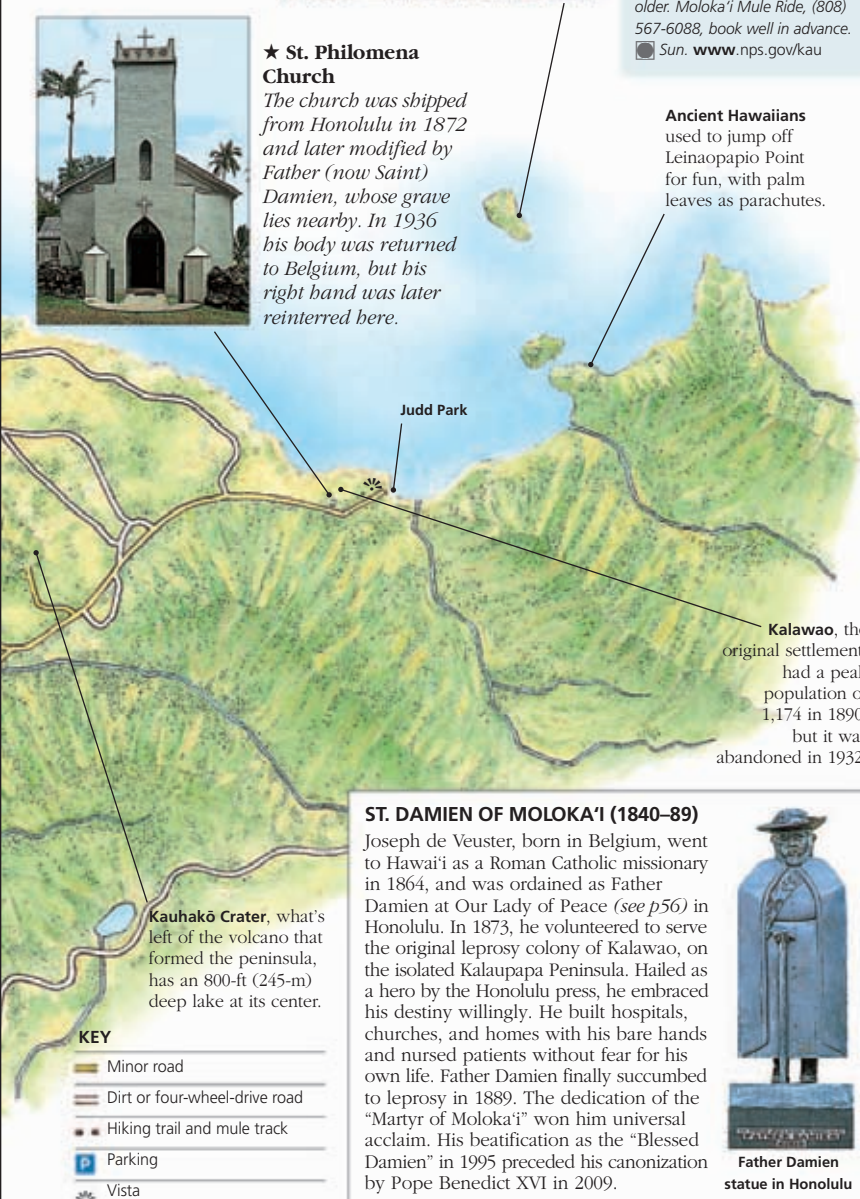 older. Moloka‘i Mule Ride, (808)
567-6088, book well in advance.
Sun. www.nps.gov/kau
★ St. Philomena
Church
The church was shipped
from Honolulu in 1872
and later modified by
Father (now Saint)
Damien, whose grave
lies nearby. In 1936
his body was returned
to Belgium, but his
right hand was later
reinterred here.
Ancient Hawaiians
used to jump off
Leinaopapio Point
for fun, with palm
leaves as parachutes.
Judd Park
Kalawao, the
original settlement
had a peak
population o
1,174 in 1890
but it wa
abandoned in 1932
Kauhakō Crater, what's
left of the volcano that
formed the peninsula,
has an 800-ft (245-m)
deep lake at its center.
KEY
Minor road
Dirt or four-wheel-drive road
Hiking trail and mule track
P Parking
Vista
ST. DAMIEN OF MOLOKA‘I (1840–89)
Joseph de Veuster, born in Belgium, went
to Hawai‘i as a Roman Catholic missionary
in 1864, and was ordained as Father
Damien at Our Lady of Peace (see p56) in
Honolulu. In 1873, he volunteered to serve
the original leprosy colony of Kalawao, on
the isolated Kalaupapa Peninsula. Hailed as
a hero by the Honolulu press, he embraced
his destiny willingly. He built hospitals,
churches, and homes with his bare hands
and nursed patients without fear for his
own life. Father Damien finally succumbed
to leprosy in 1889. The dedication of the
“Martyr of Moloka‘i” won him universal
acclaim. His beatification as the “Blessed
Damien” in 1995 preceded his canonization
by Pope Benedict XVI in 2009.
Father Damien
statue in Honolulu